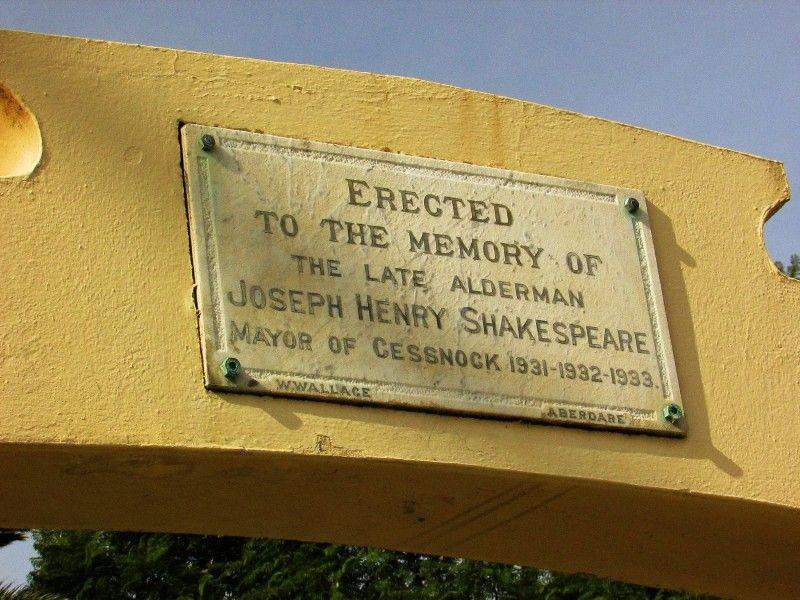 ERECTED
TO THE MEMORY OF
THE LATE ALDERMAN
JOSEPH HENRY SHAKESPEARE
MAYOR OF CESSNOCK 1931-1932-1933.
W.WALLACE ABERDARE